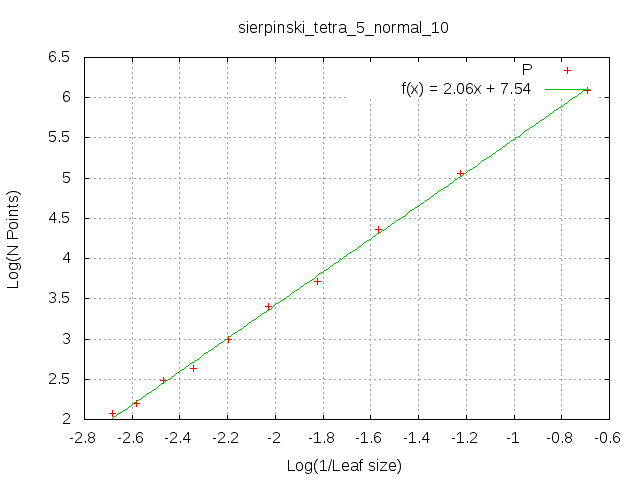 sierpinski_tetra_5_normal_10
6.5
6
5.5
5
4.5
4
3.5
3
2.5
2
Log(N Points)
P
f(x) = 2.06x + 7.54
-2.8 -2.6 -2.4 -2.2 -2 -1.8 -1.6 -1.4 -1.2 -1 -0.8 -0.6
Log(1/Leaf size)